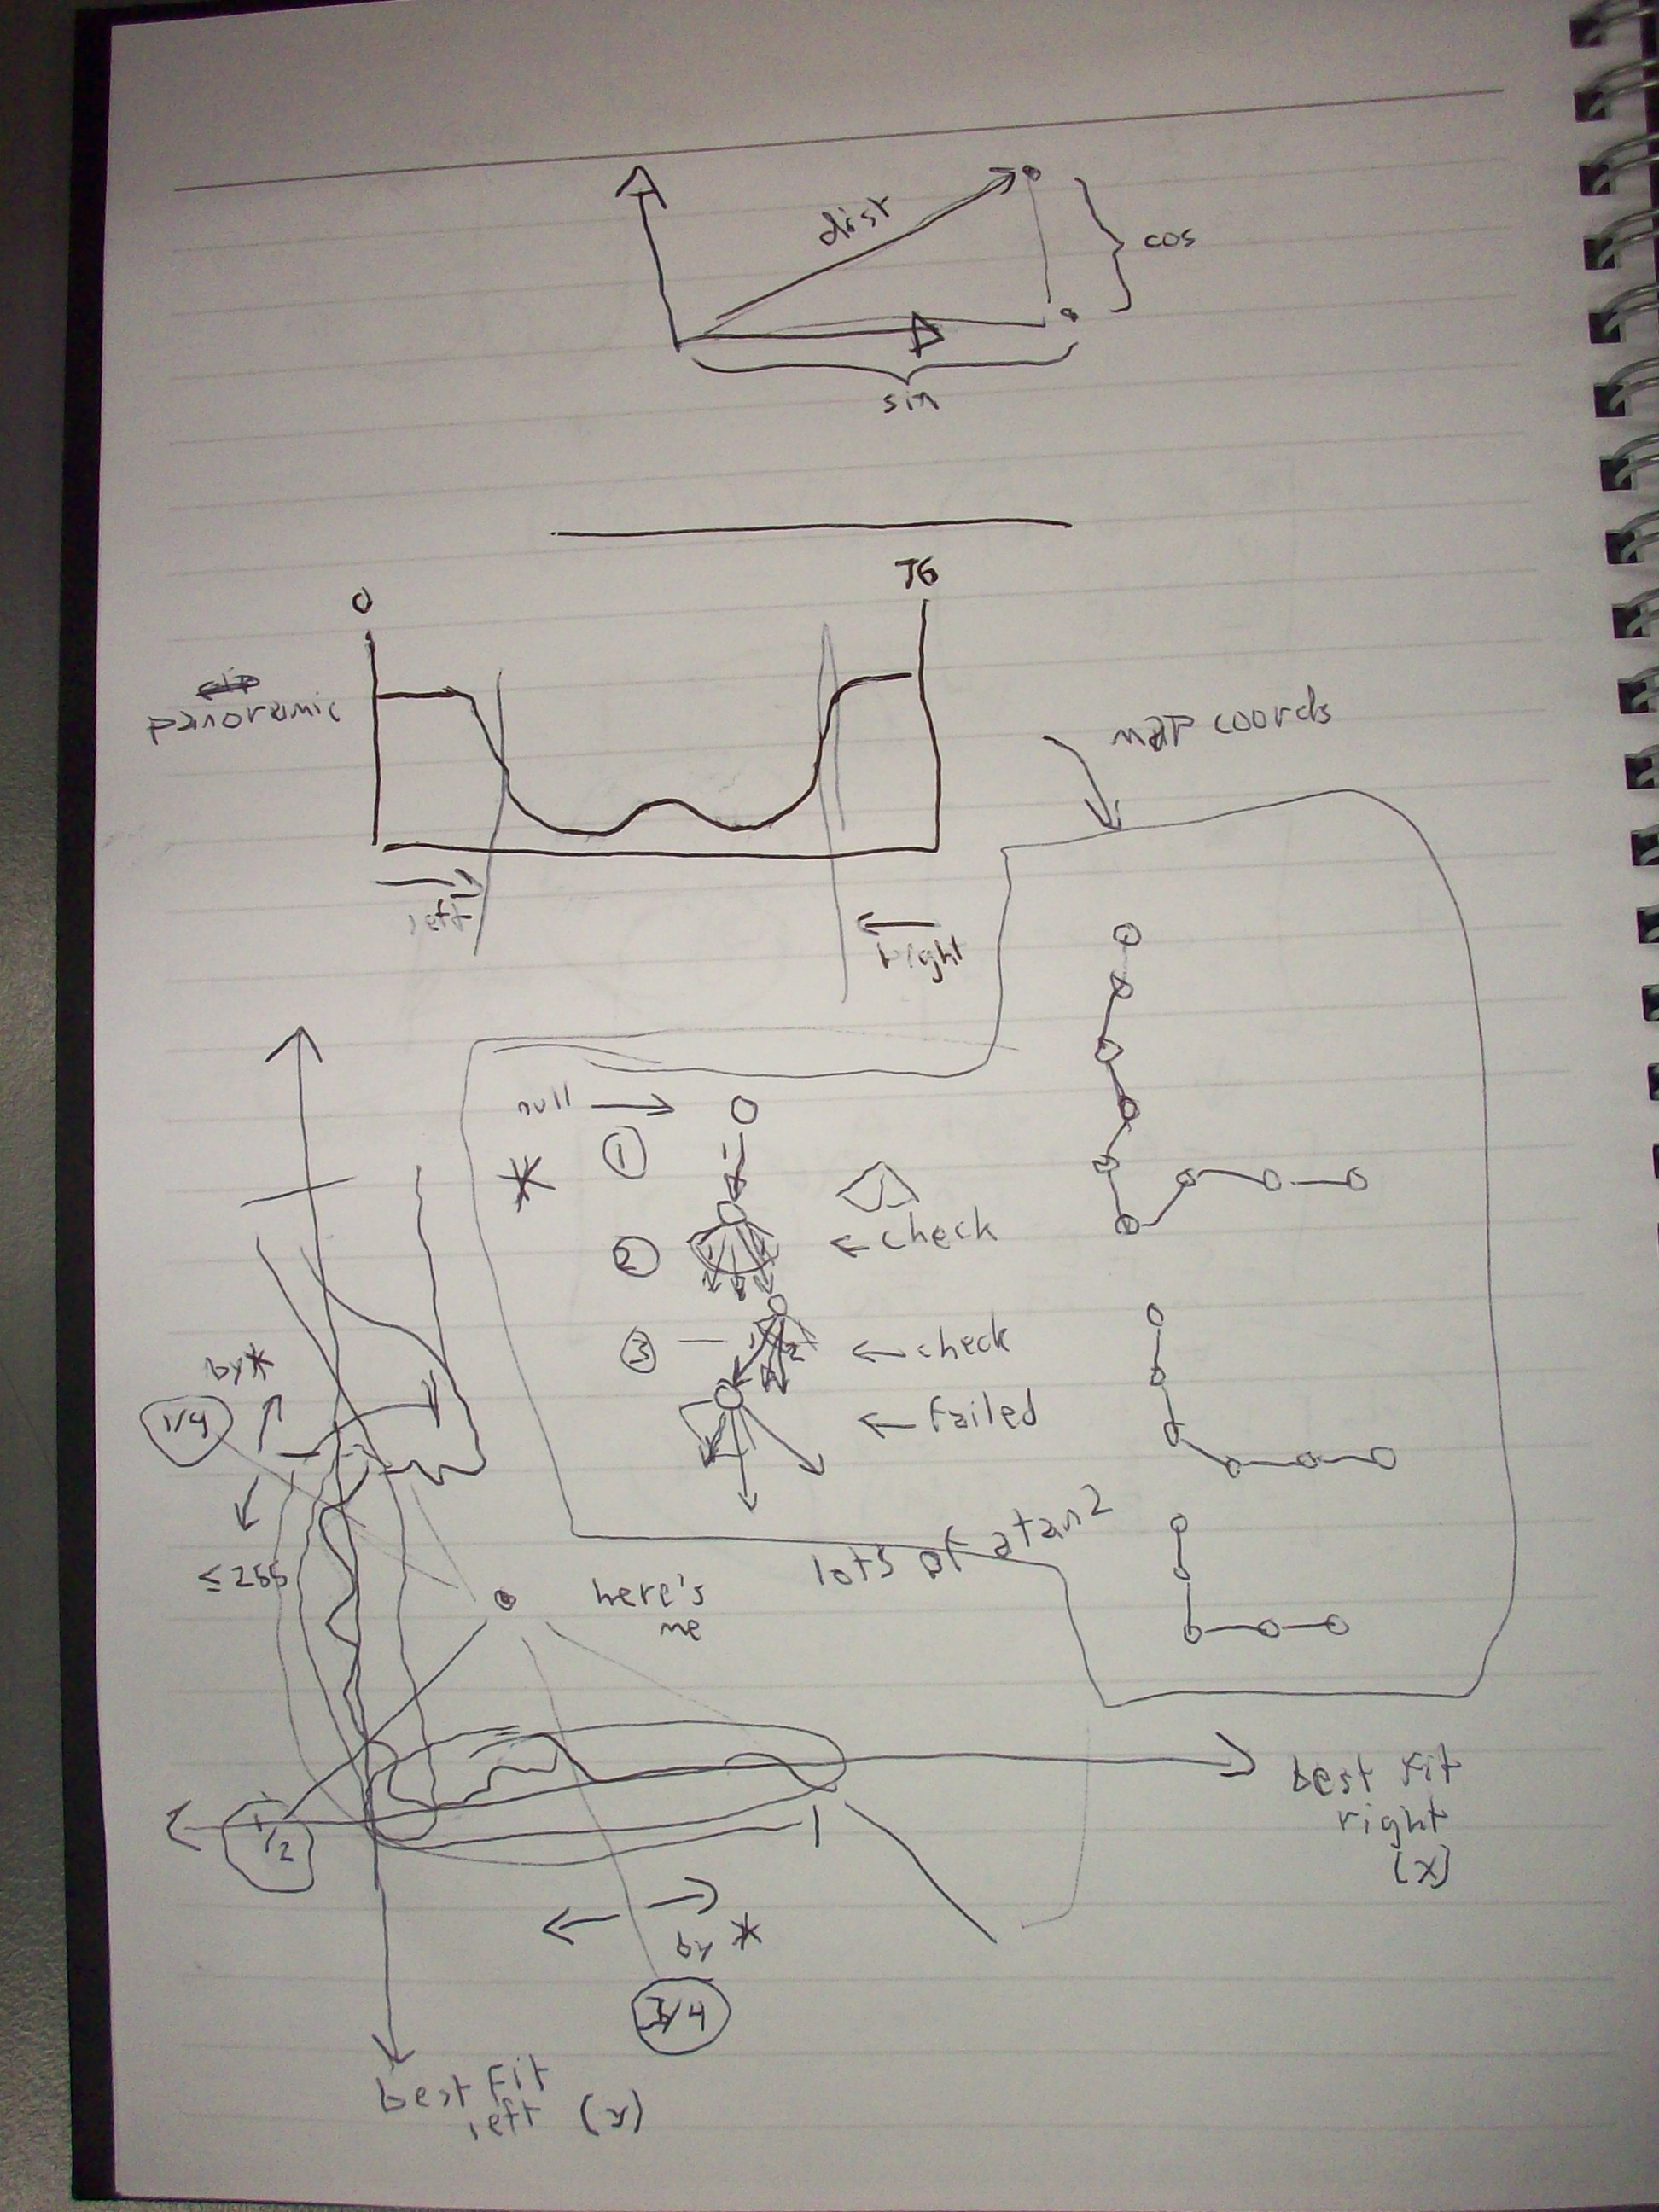 dist
cos
sin
0
76
panoramic
map coords
left
right
null
1
*
2
check
3
check
by *
1/4
failed
≤255
lots of atan2
here's
me
best fit
right
(x)
1/2
by *
3/4
best fit
left (y)